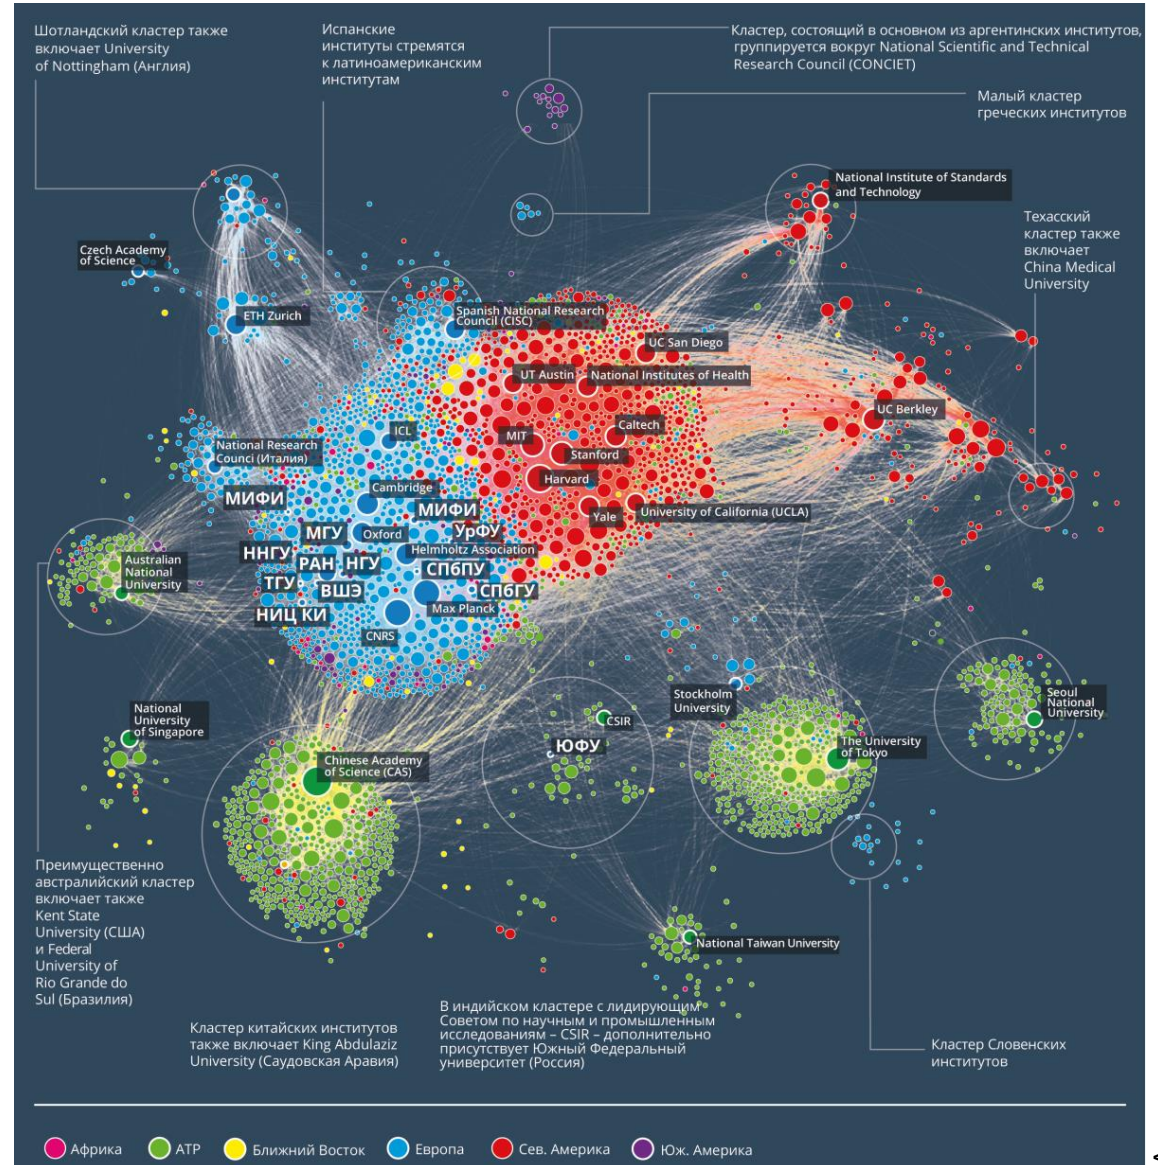 Шотландский кластер также
включает University
of Nottingham (Англия)
Испанские
институты стремятся
к латиноамериканским
институтам
Кластер, состоящий в основном из аргентинских институтов,
группируется вокруг National Scientific and Technical
Research Council (CONCIET)
Малый кластер
греческих институтов
National Institute of Standards
and Technology
Техасский
кластер также
включает
China Medical
University
Czech Academy
of Science
ETH Zurich
Spanish National Research
Council (CISC)
UC San Diego
UT Austin
National Institutes of Health
UC Berkley
ICL
MIT
Caltech
Stanford
National Research
Counci (Италия)
Harvard
Cambridge
МИФИ
МИФИ
University of California (UCLA)
Yale
МГУ
Oxford
УрФУ
ННГУ
Helmholtz Association
РАН
НГУ
СПбПУ
Australian
National
University
ТГУ
ВШЭ
СПбГУ
НИЦ КИ
Max Planck
CNRS
National
University
of Singapore
Stockholm
University
Seoul
National
University
CSIR
ЮФУ
The University
of Tokyo
Chinese Academy
of Science (CAS)
Преимущественно
австралийский кластер
включает также
Kent State
University (США)
и Federal
University of
Rio Grande do
Sul (Бразилия)
National Taiwan University
Кластер китайских институтов
также включает King Abdulaziz
University (Саудовская Аравия)
В индийском кластере с лидирующим
Советом по научным и промышленным
исследованиям – CSIR – дополнительно
присутствует Южный Федеральный
университет (Россия)
Кластер Словенских
институтов
Африка
АТР
Ближний Восток
Европа
Сев. Америка
Юж. Америка